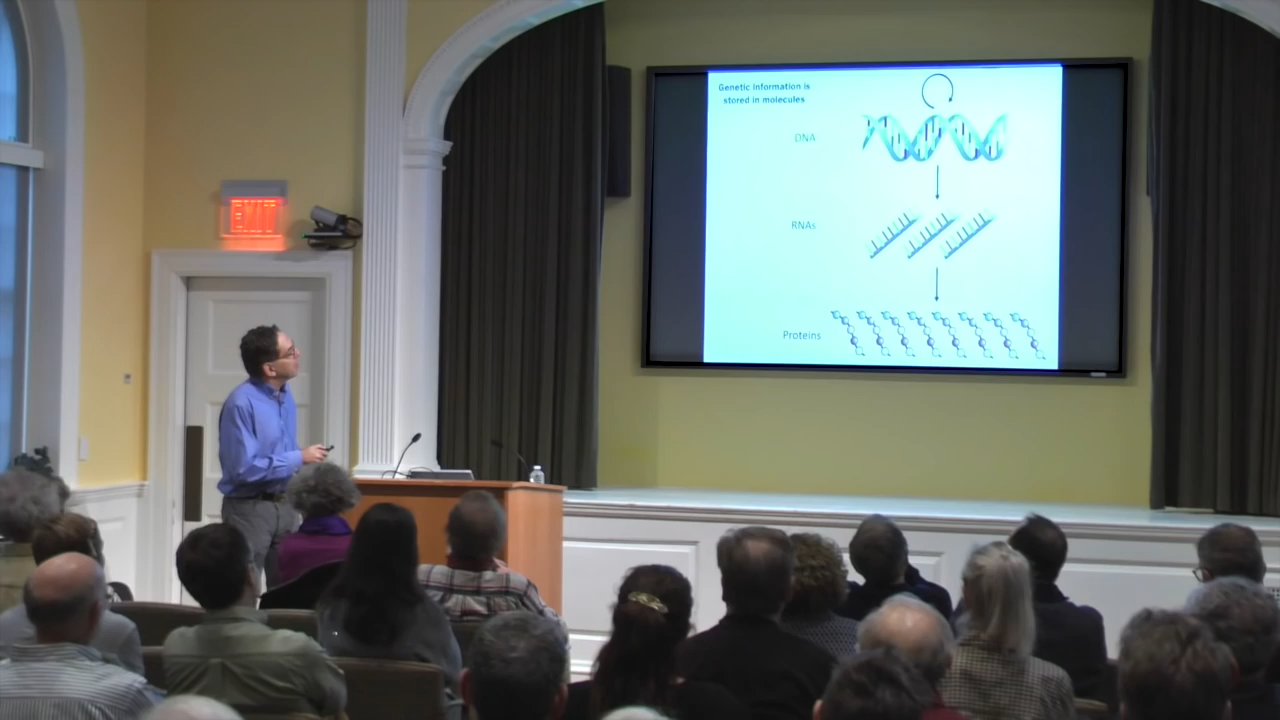 Genetic information is
stored in molecules
DNA
RNAs
Proteins
EXIT